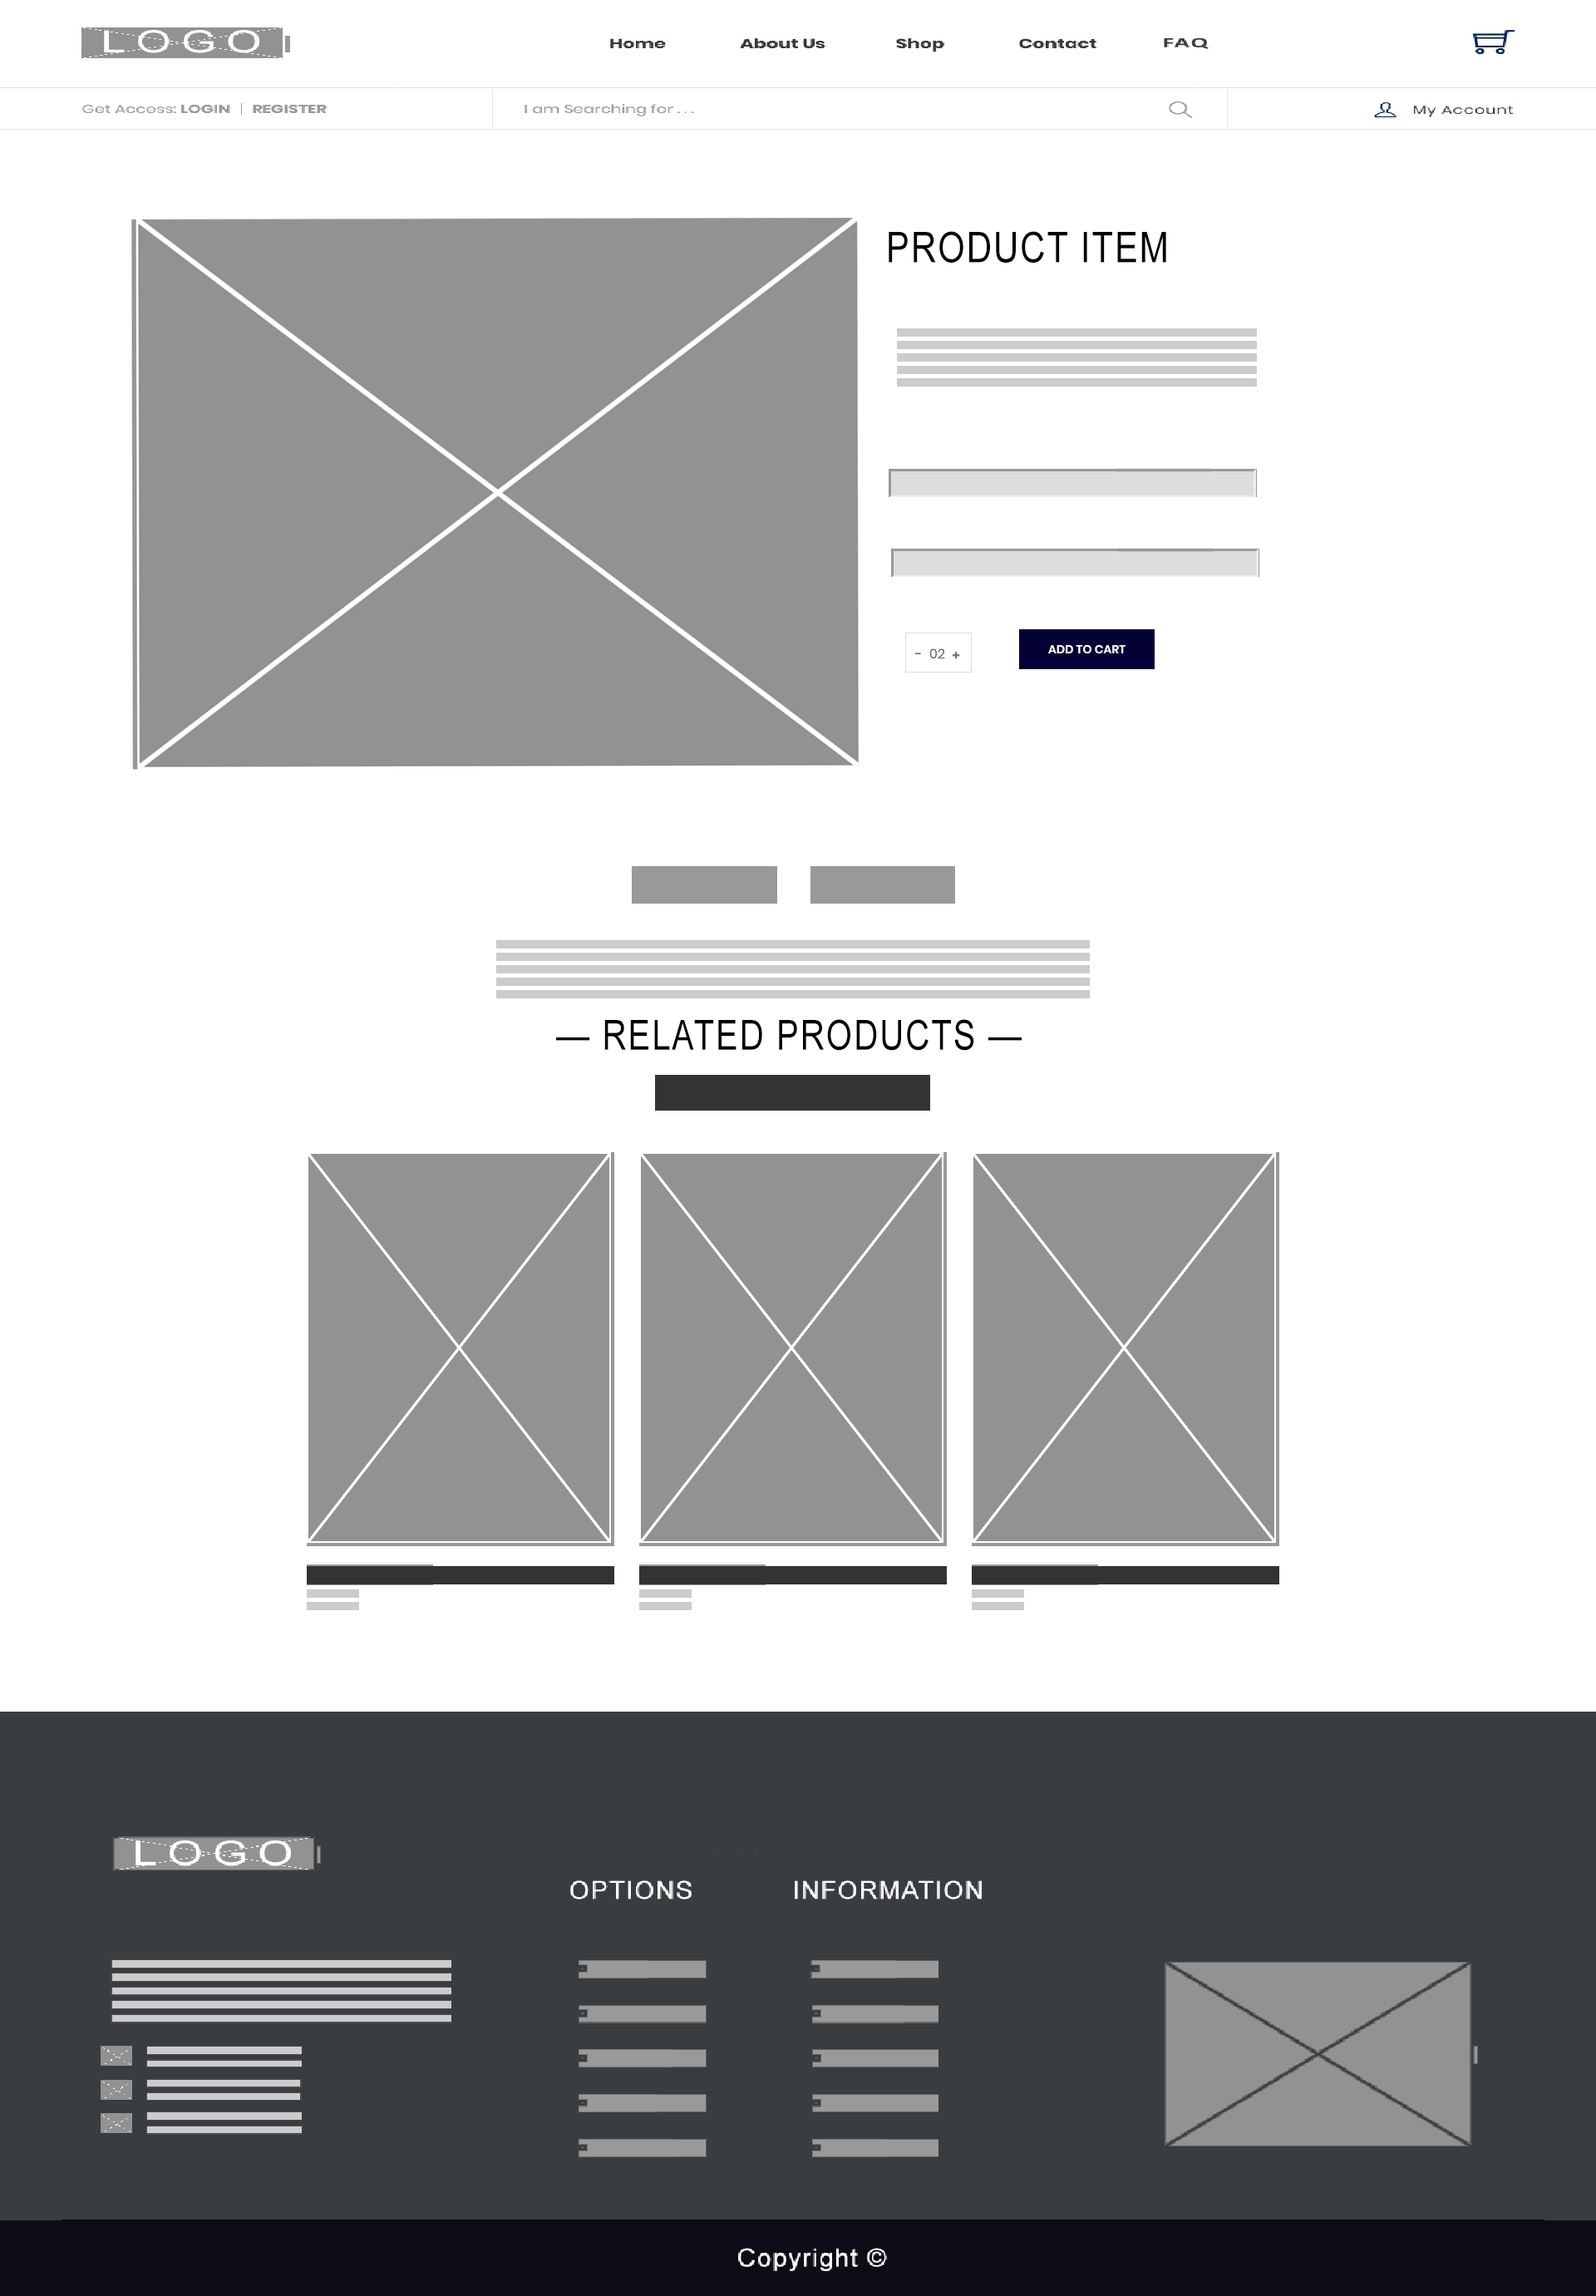 LOGO
Home About Us Shop Contact FAQ
Get Access: LOGIN | REGISTER
I am Searching for . . .
My Account
PRODUCT ITEM
- 02 +
ADD TO CART
— RELATED PRODUCTS —
LOGO
OPTIONS
INFORMATION
Copyright ©